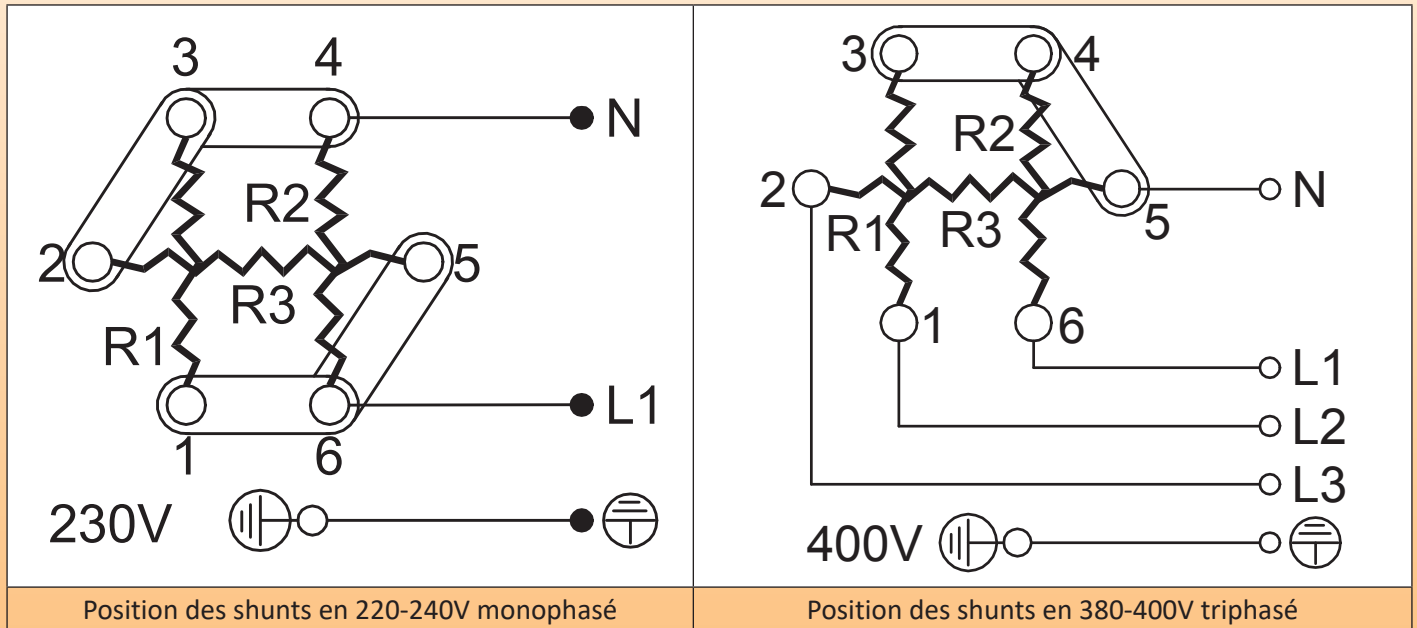 3 4
N
R2
2 5
R3
R1
L1
1 6
230V
Position des shunts en 220-240V monophasé
3 4
R2
2 N
R1 R3 5
1 6
L1
L2
L3
400V
Position des shunts en 380-400V triphasé